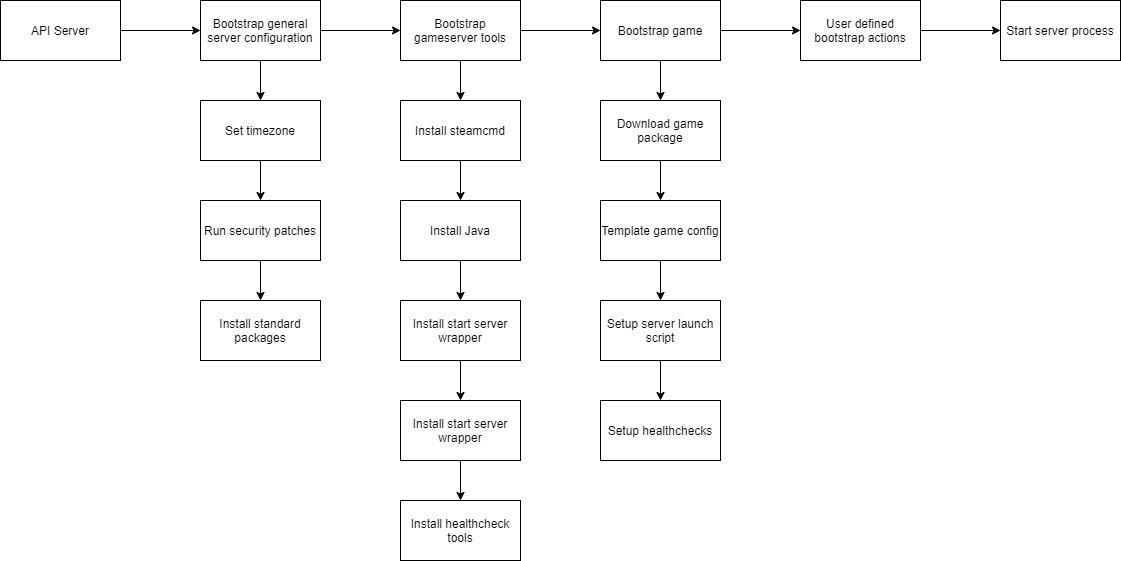 API Server
Bootstrap general
server configuration
Bootstrap
gameserver tools
Bootstrap game
User defined
bootstrap actions
Start server process
Set timezone
Run security patches
Install standard
packages
Install steamcmd
Install Java
Install start server
wrapper
Install start server
wrapper
Install healthcheck
tools
Download game
package
Template game config
Setup server launch
script
Setup healthchecks